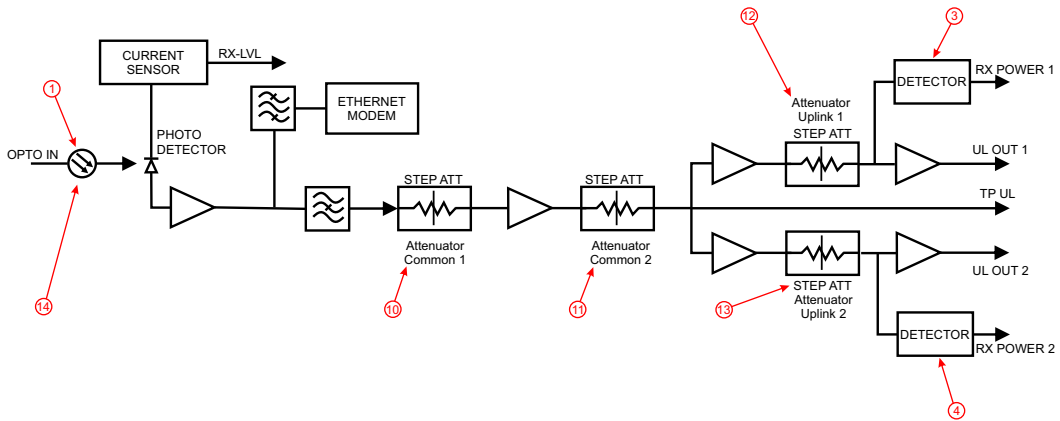 12
3
CURRENT
SENSOR
RX-LVL
DETECTOR
RX POWER 1
1
ETHERNET
MODEM
Attenuator
Uplink 1
STEP ATT
PHOTO
DETECTOR
OPTO IN
UL OUT 1
STEP ATT
STEP ATT
TP UL
Attenuator
Common 1
Attenuator
Common 2
UL OUT 2
STEP ATT
Attenuator
Uplink 2
14
10
11
13
DETECTOR
RX POWER 2
4